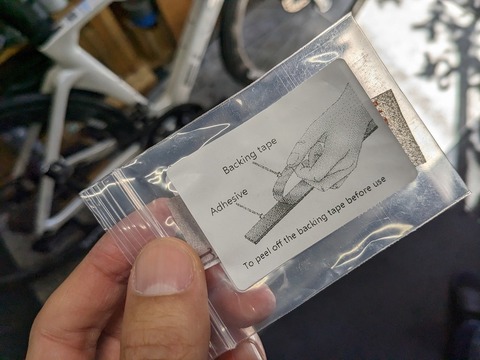 Backing tape
Adhesive
To peel off the backing tape before use